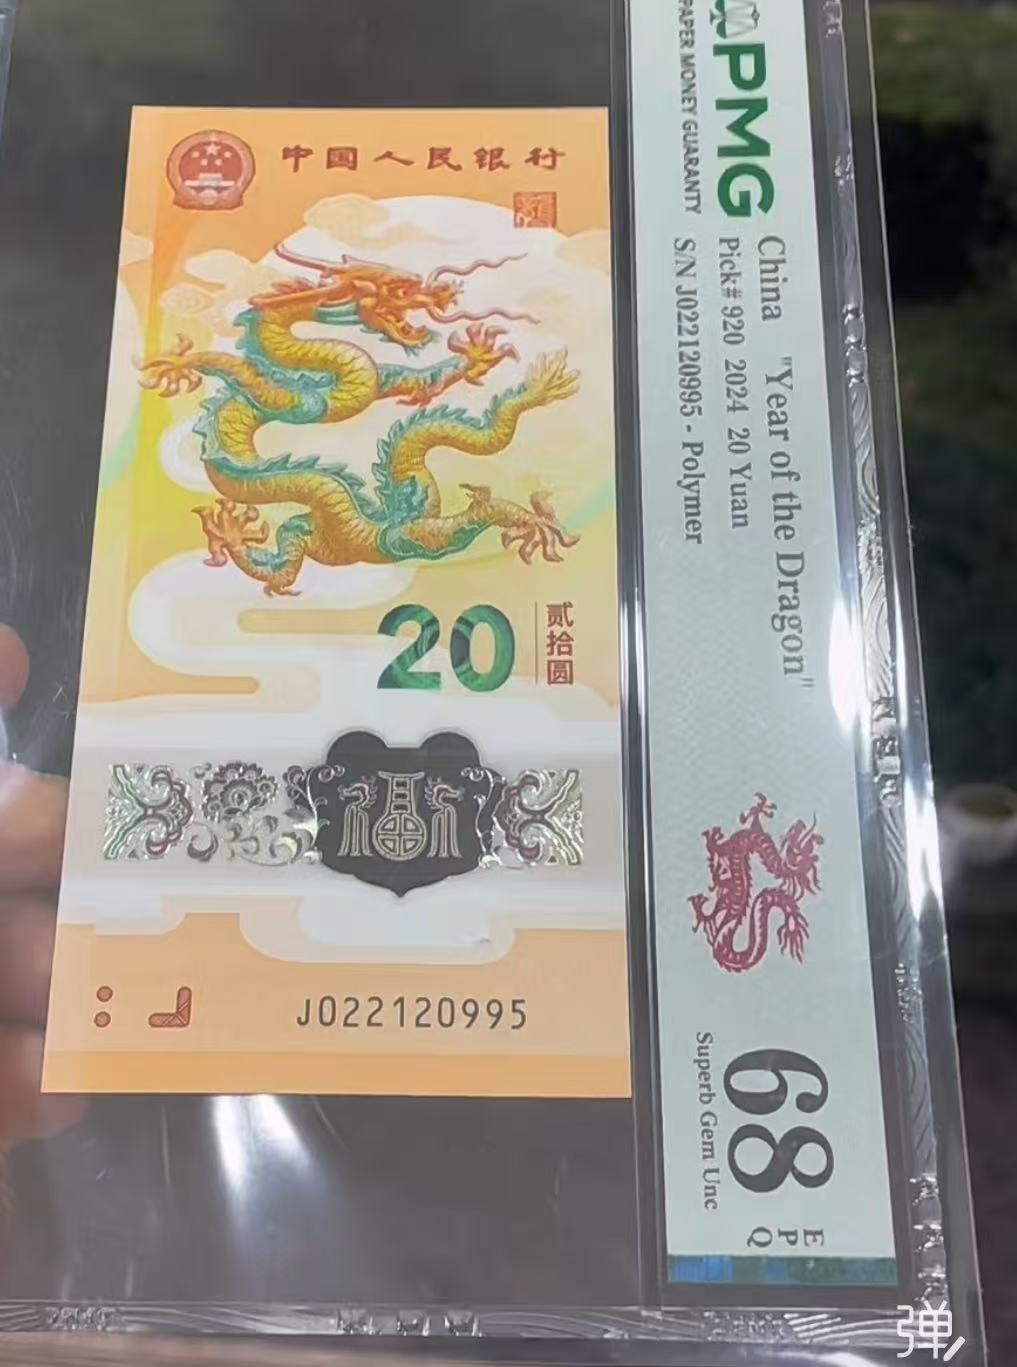 中国人民银行
20
贰拾圆
J022120995
PMG
PAPER MONEY GUARANTY
China "Year of the Dragon"
Pick# 920 2024 20 Yuan
S/N J022120995 - Polymer
68
Superb Gem Unc
EPQ
弹